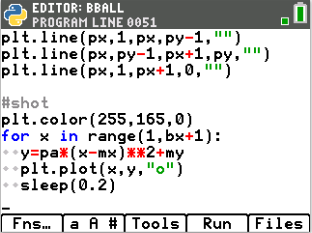 EDITOR: BBALL
PROGRAM LINE 0051
plt.line(px,1,px,py-1,"")
plt.line(px,py-1,px+1,py,"")
plt.line(px,1,px+1,0,"")
#shot
plt.color(255,165,0)
for x in range(1,bx+1):
◆◆y=pa*(x-mx)**2+my
◆◆plt.plot(x,y,"o")
◆◆sleep(0.2)
_
Fns… a A # Tools Run Files